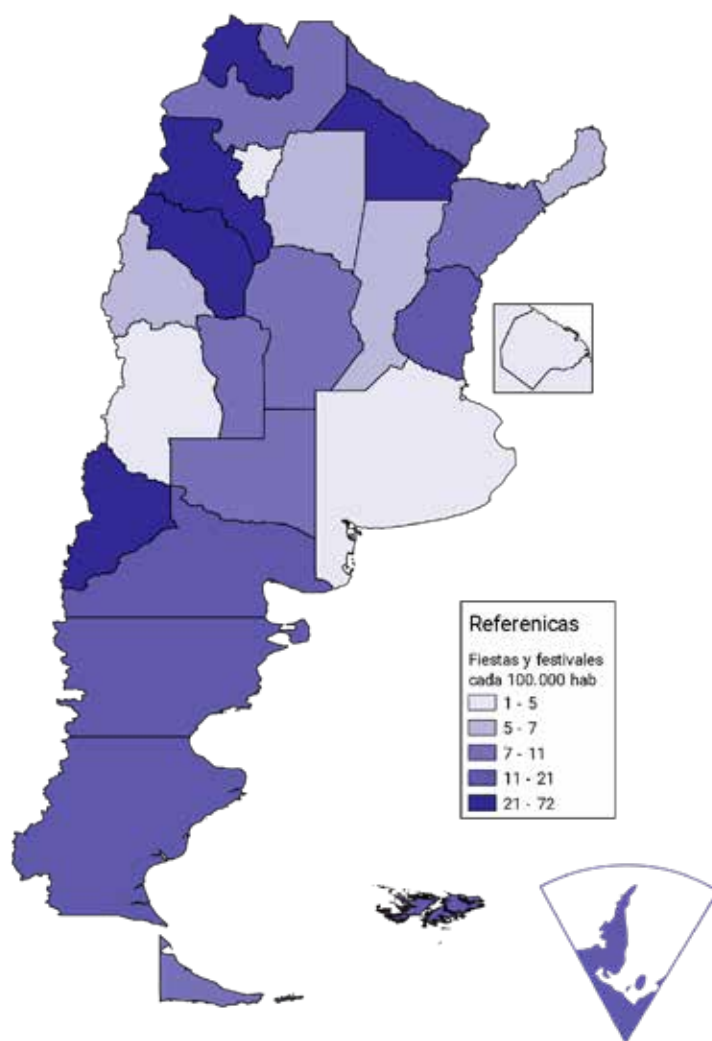 Referenicas
Fiestas y festivales
cada 100.000 hab
1 - 5
5 - 7
7 - 11
11 - 21
21 - 72